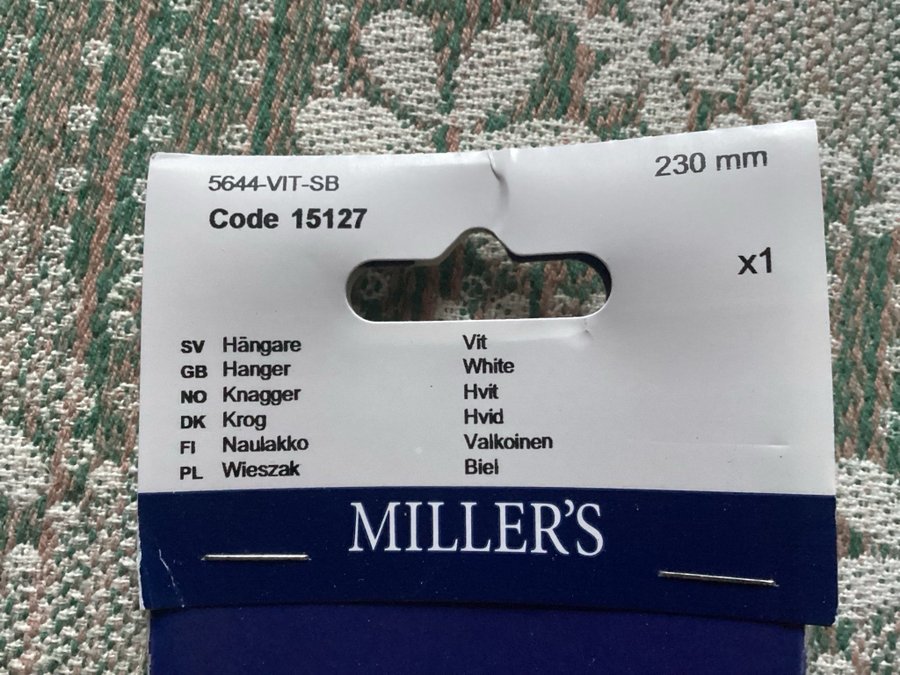 5644-VIT-SB 230 mm
Code 15127
x1
SV Hängare Vit
GB Hanger White
NO Knagger Hvit
DK Krog Hvid
FI Naulakko Valkoinen
PL Wieszak Biel
MILLER'S